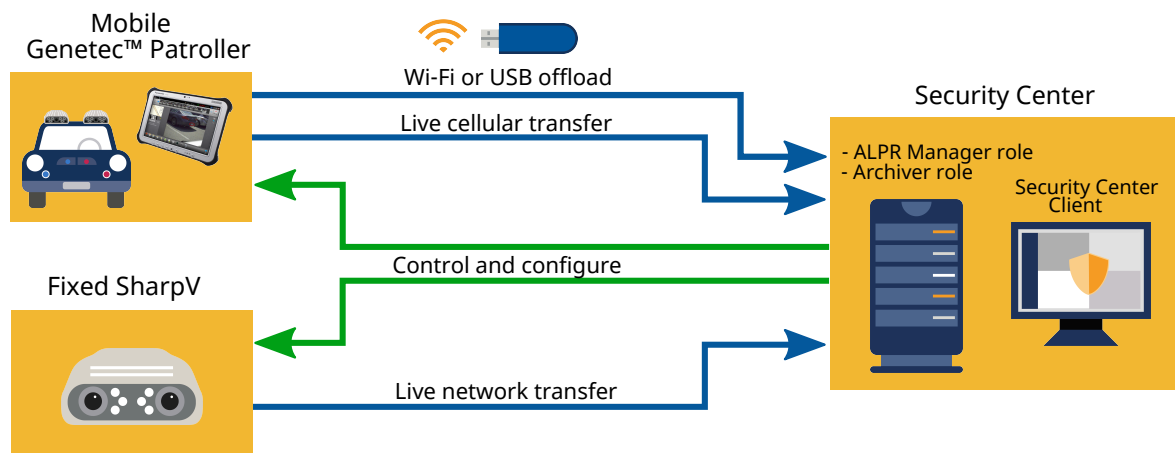 Mobile
Genetec™ Patroller
Wi-Fi or USB offload
Live cellular transfer
Security Center
- ALPR Manager role
- Archiver role
Security Center
Client
Control and configure
Fixed SharpV
Live network transfer